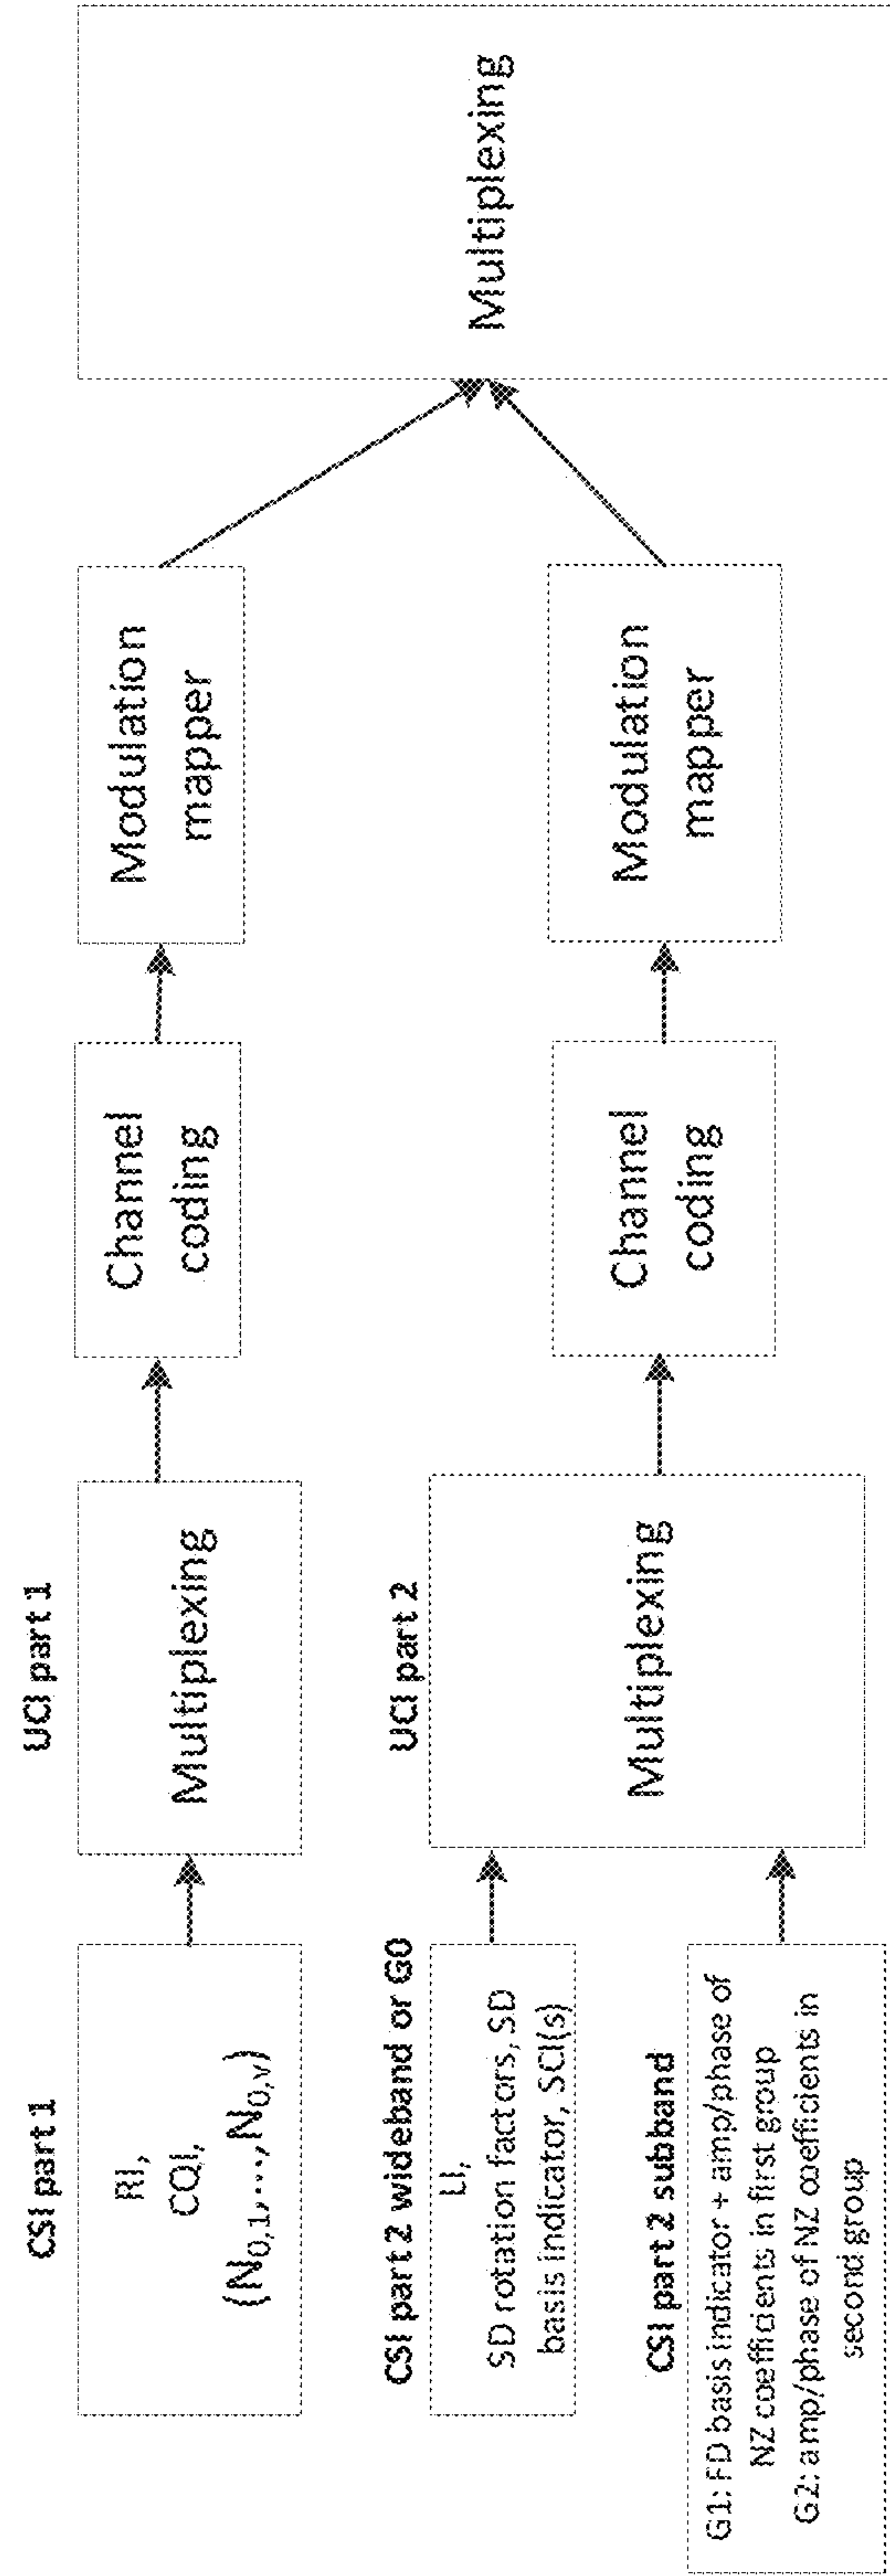 CSI part 1
RI,
CQI,
(N0,1,...,N0,v)
UCI part 1
Multiplexing
Channel
coding
Modulation
mapper
CSI part 2 wideband or G0
LI,
SD rotation factors, SD
basis indicator, SCI(s)
CSI part 2 subband
G1: FD basis indicator + amp/phase of
NZ coefficients in first group
G2: amp/phase of NZ coefficients in
second group
UCI part 2
Multiplexing
Channel
coding
Modulation
mapper
Multiplexing